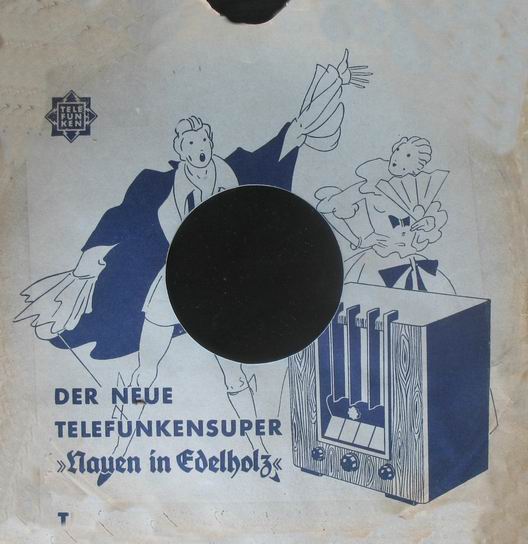 TELE
FUN
KEN
DER NEUE
TELEFUNKENSUPER
»Nauen in Edelholz«
T